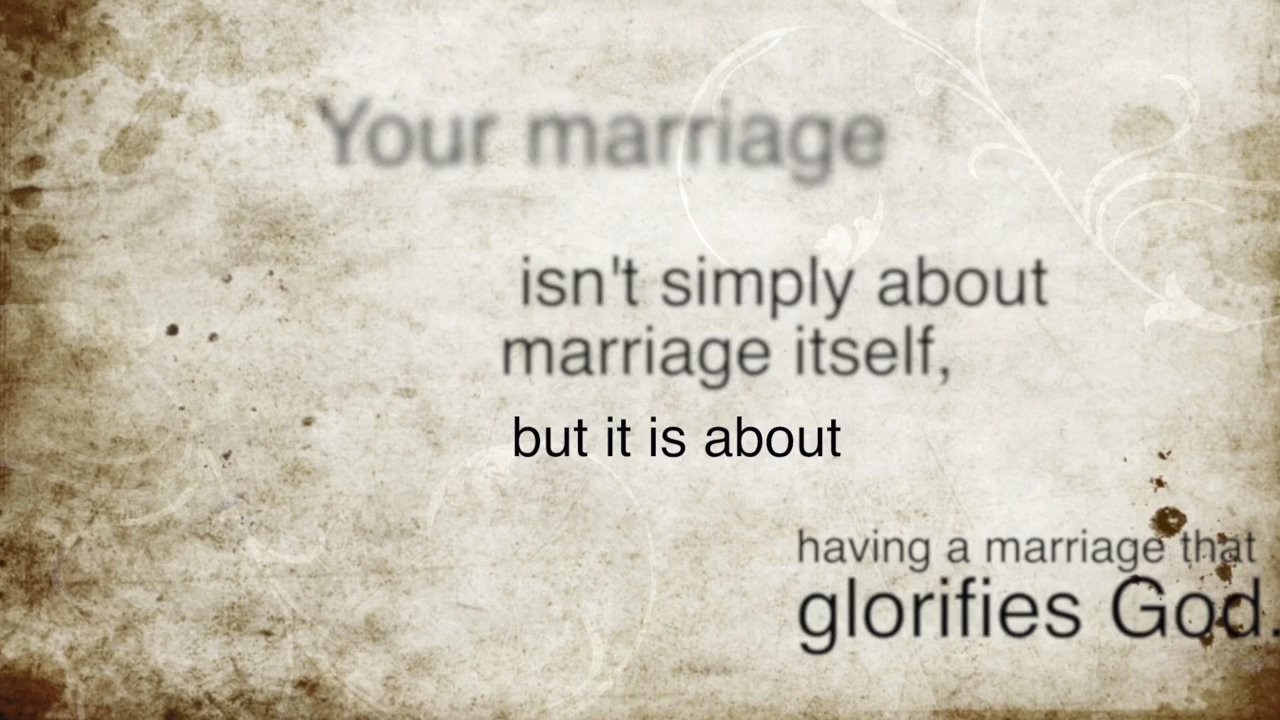 Your marriage
isn't simply about
marriage itself,
but it is about
having a marriage that
glorifies God.